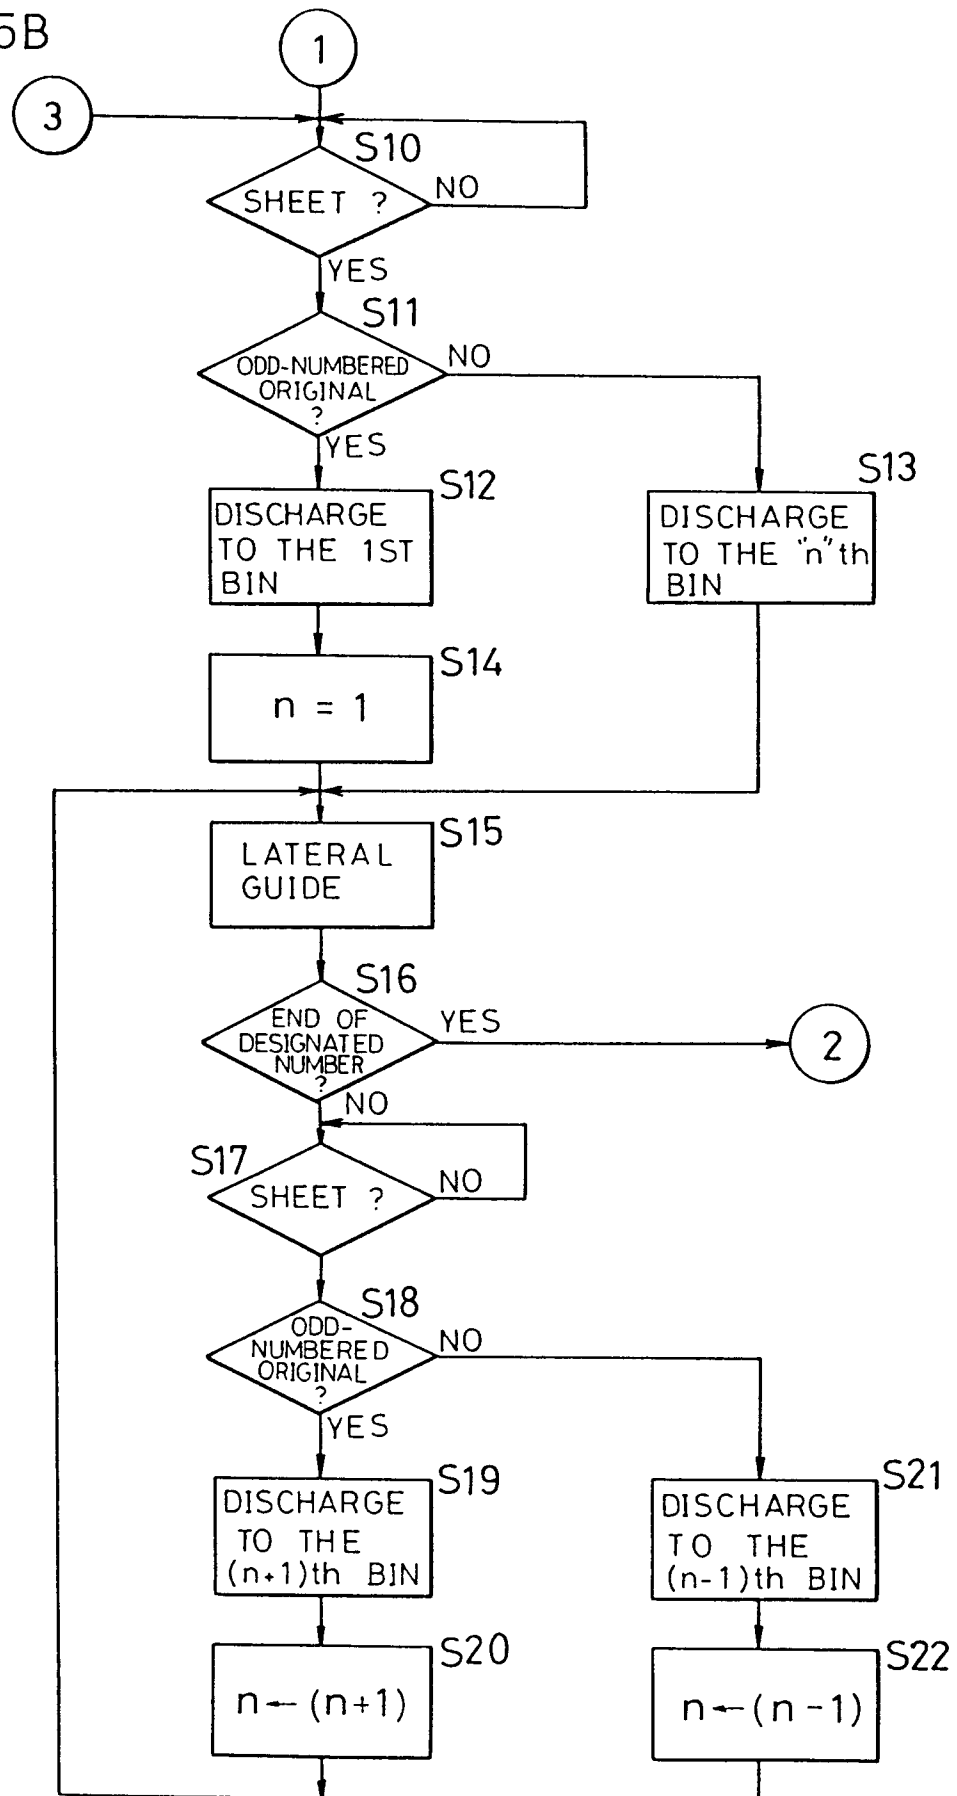 5B
1
3
S10
SHEET ?
NO
YES
S11
ODD-NUMBERED
ORIGINAL
?
NO
YES
S12
DISCHARGE
TO THE 1ST
BIN
S13
DISCHARGE
TO THE "n"th
BIN
S14
n = 1
S15
LATERAL
GUIDE
S16
END OF
DESIGNATED
NUMBER
?
YES
2
NO
S17
SHEET ?
NO
S18
ODD-
NUMBERED
ORIGINAL
?
NO
YES
S19
DISCHARGE
TO THE
(n+1)th BIN
S21
DISCHARGE
TO THE
(n-1)th BIN
S20
n←(n+1)
S22
n←(n-1)